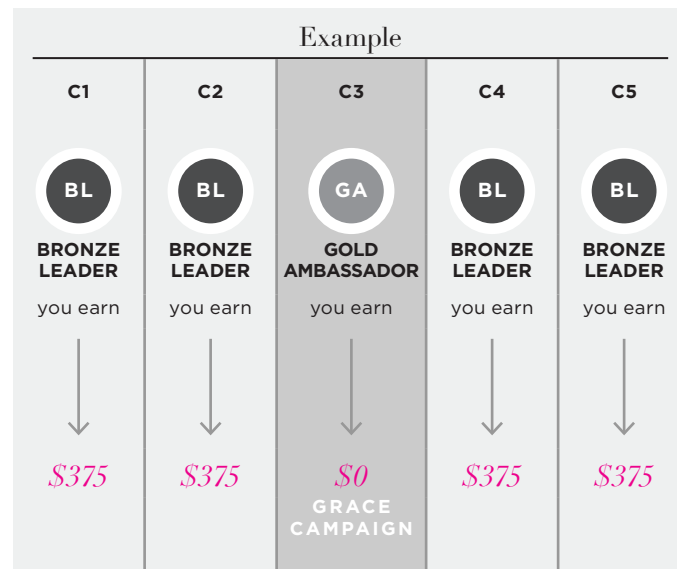 Example
C1 C2 C3 C4 C5
BL BL GA BL BL
BRONZE BRONZE GOLD BRONZE BRONZE
LEADER LEADER AMBASSADOR LEADER LEADER
you earn you earn you earn you earn you earn
$375 $375 $0 $375 $375
GRACE
CAMPAIGN